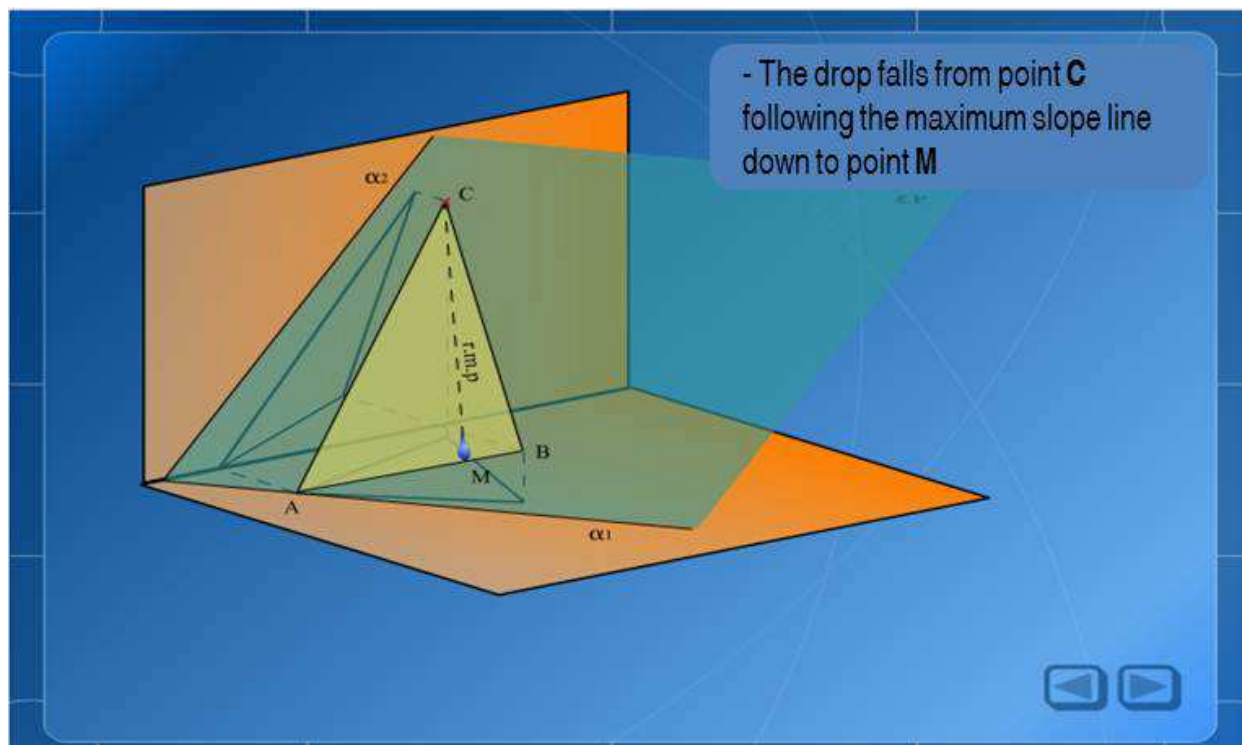 - The drop falls from point C
following the maximum slope line
down to point M
α2
C
r.m.p
B
M
A
α1